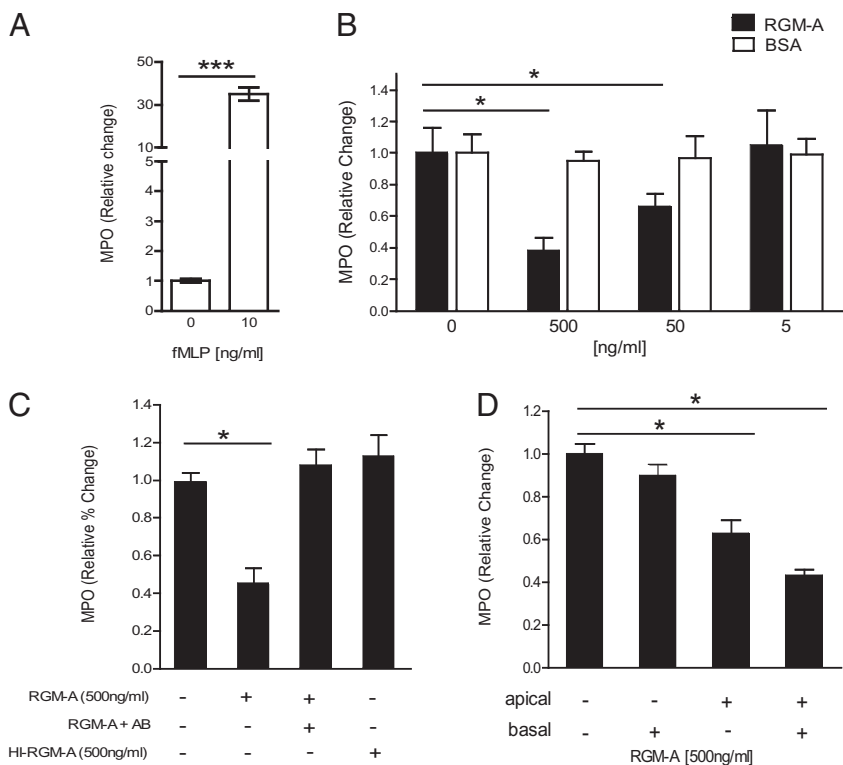 A
***
MPO (Relative change)
50
30
10
5
4
3
2
1
0
0 10
fMLP [ng/ml]
B
RGM-A
BSA
*
*
MPO (Relative Change)
1.4
1.2
1.0
0.8
0.6
0.4
0.2
0.0
0 500 50 5
[ng/ml]
C
*
MPO (Relative % Change)
1.4
1.2
1.0
0.8
0.6
0.4
0.2
0.0
RGM-A (500ng/ml) - + + -
RGM-A + AB - - + -
HI-RGM-A (500ng/ml) - - - +
D
*
*
MPO (Relative Change)
1.2
1.0
0.8
0.6
0.4
0.2
0.0
apical - - + +
basal - + - +
RGM-A [500ng/ml]